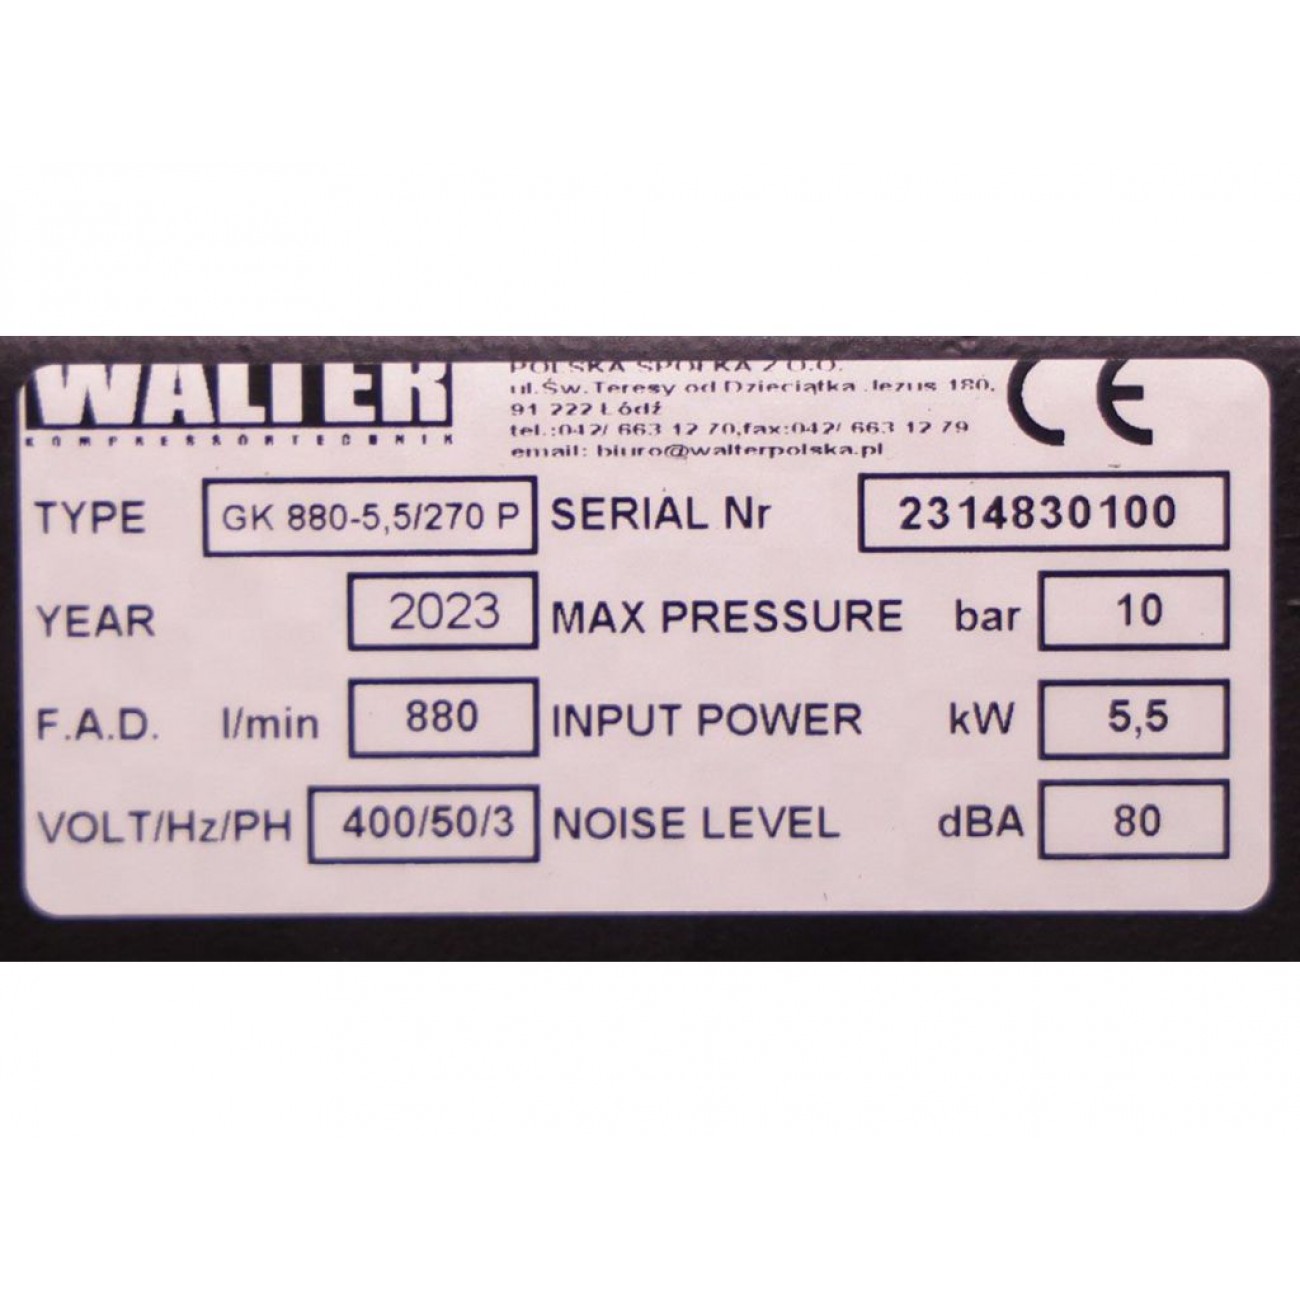 WALTER
KOMPRESSORTECHNIK
POLSKA SPÓŁKA Z O.O.
ul.Św.Teresy od Dzieciątka Jezus 180,
91 222 Łódź
tel.:042/ 663 12 70,fax:042/ 663 12 79
email: biuro@walterpolska.pl
CE
TYPE GK 880-5,5/270 P SERIAL Nr 2314830100
YEAR 2023 MAX PRESSURE bar 10
F.A.D. l/min 880 INPUT POWER kW 5,5
VOLT/Hz/PH 400/50/3 NOISE LEVEL dBA 80